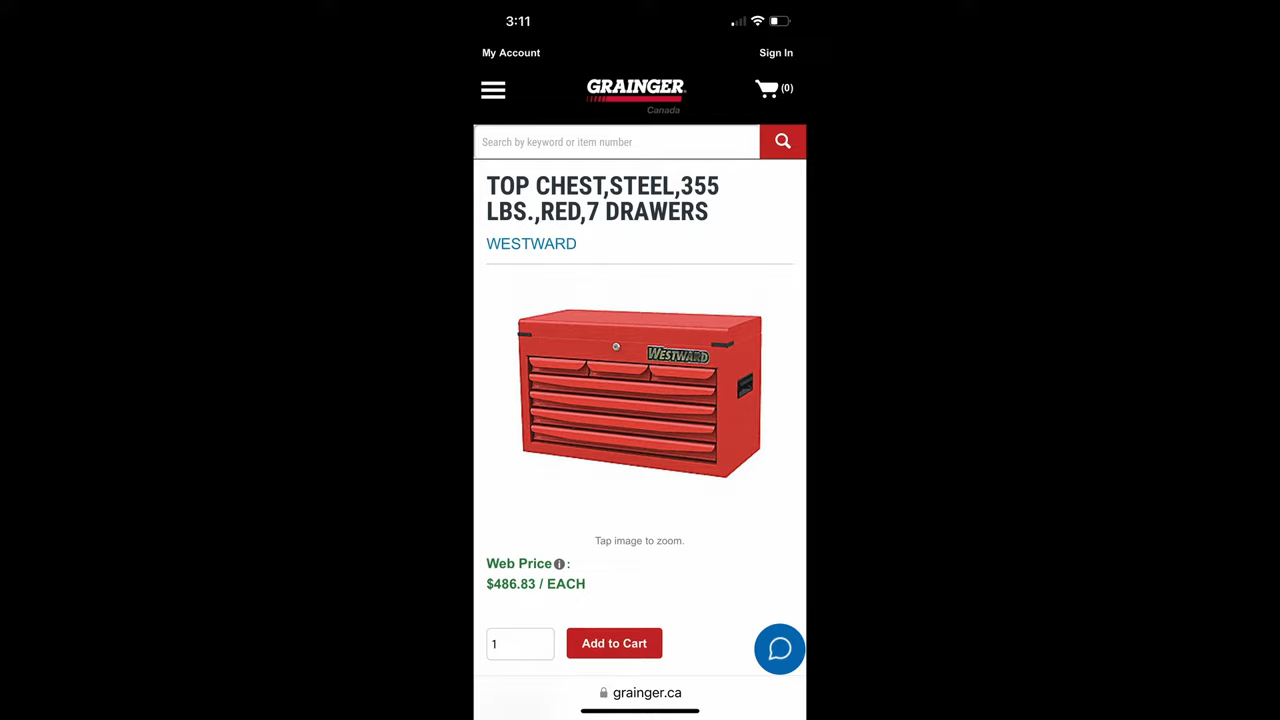 3:11
My Account
Sign In
GRAINGER
Canada
(0)
Search by keyword or item number
TOP CHEST,STEEL,355
LBS.,RED,7 DRAWERS
WESTWARD
WESTWARD
Tap image to zoom.
Web Price i :
$486.83 / EACH
1
Add to Cart
grainger.ca